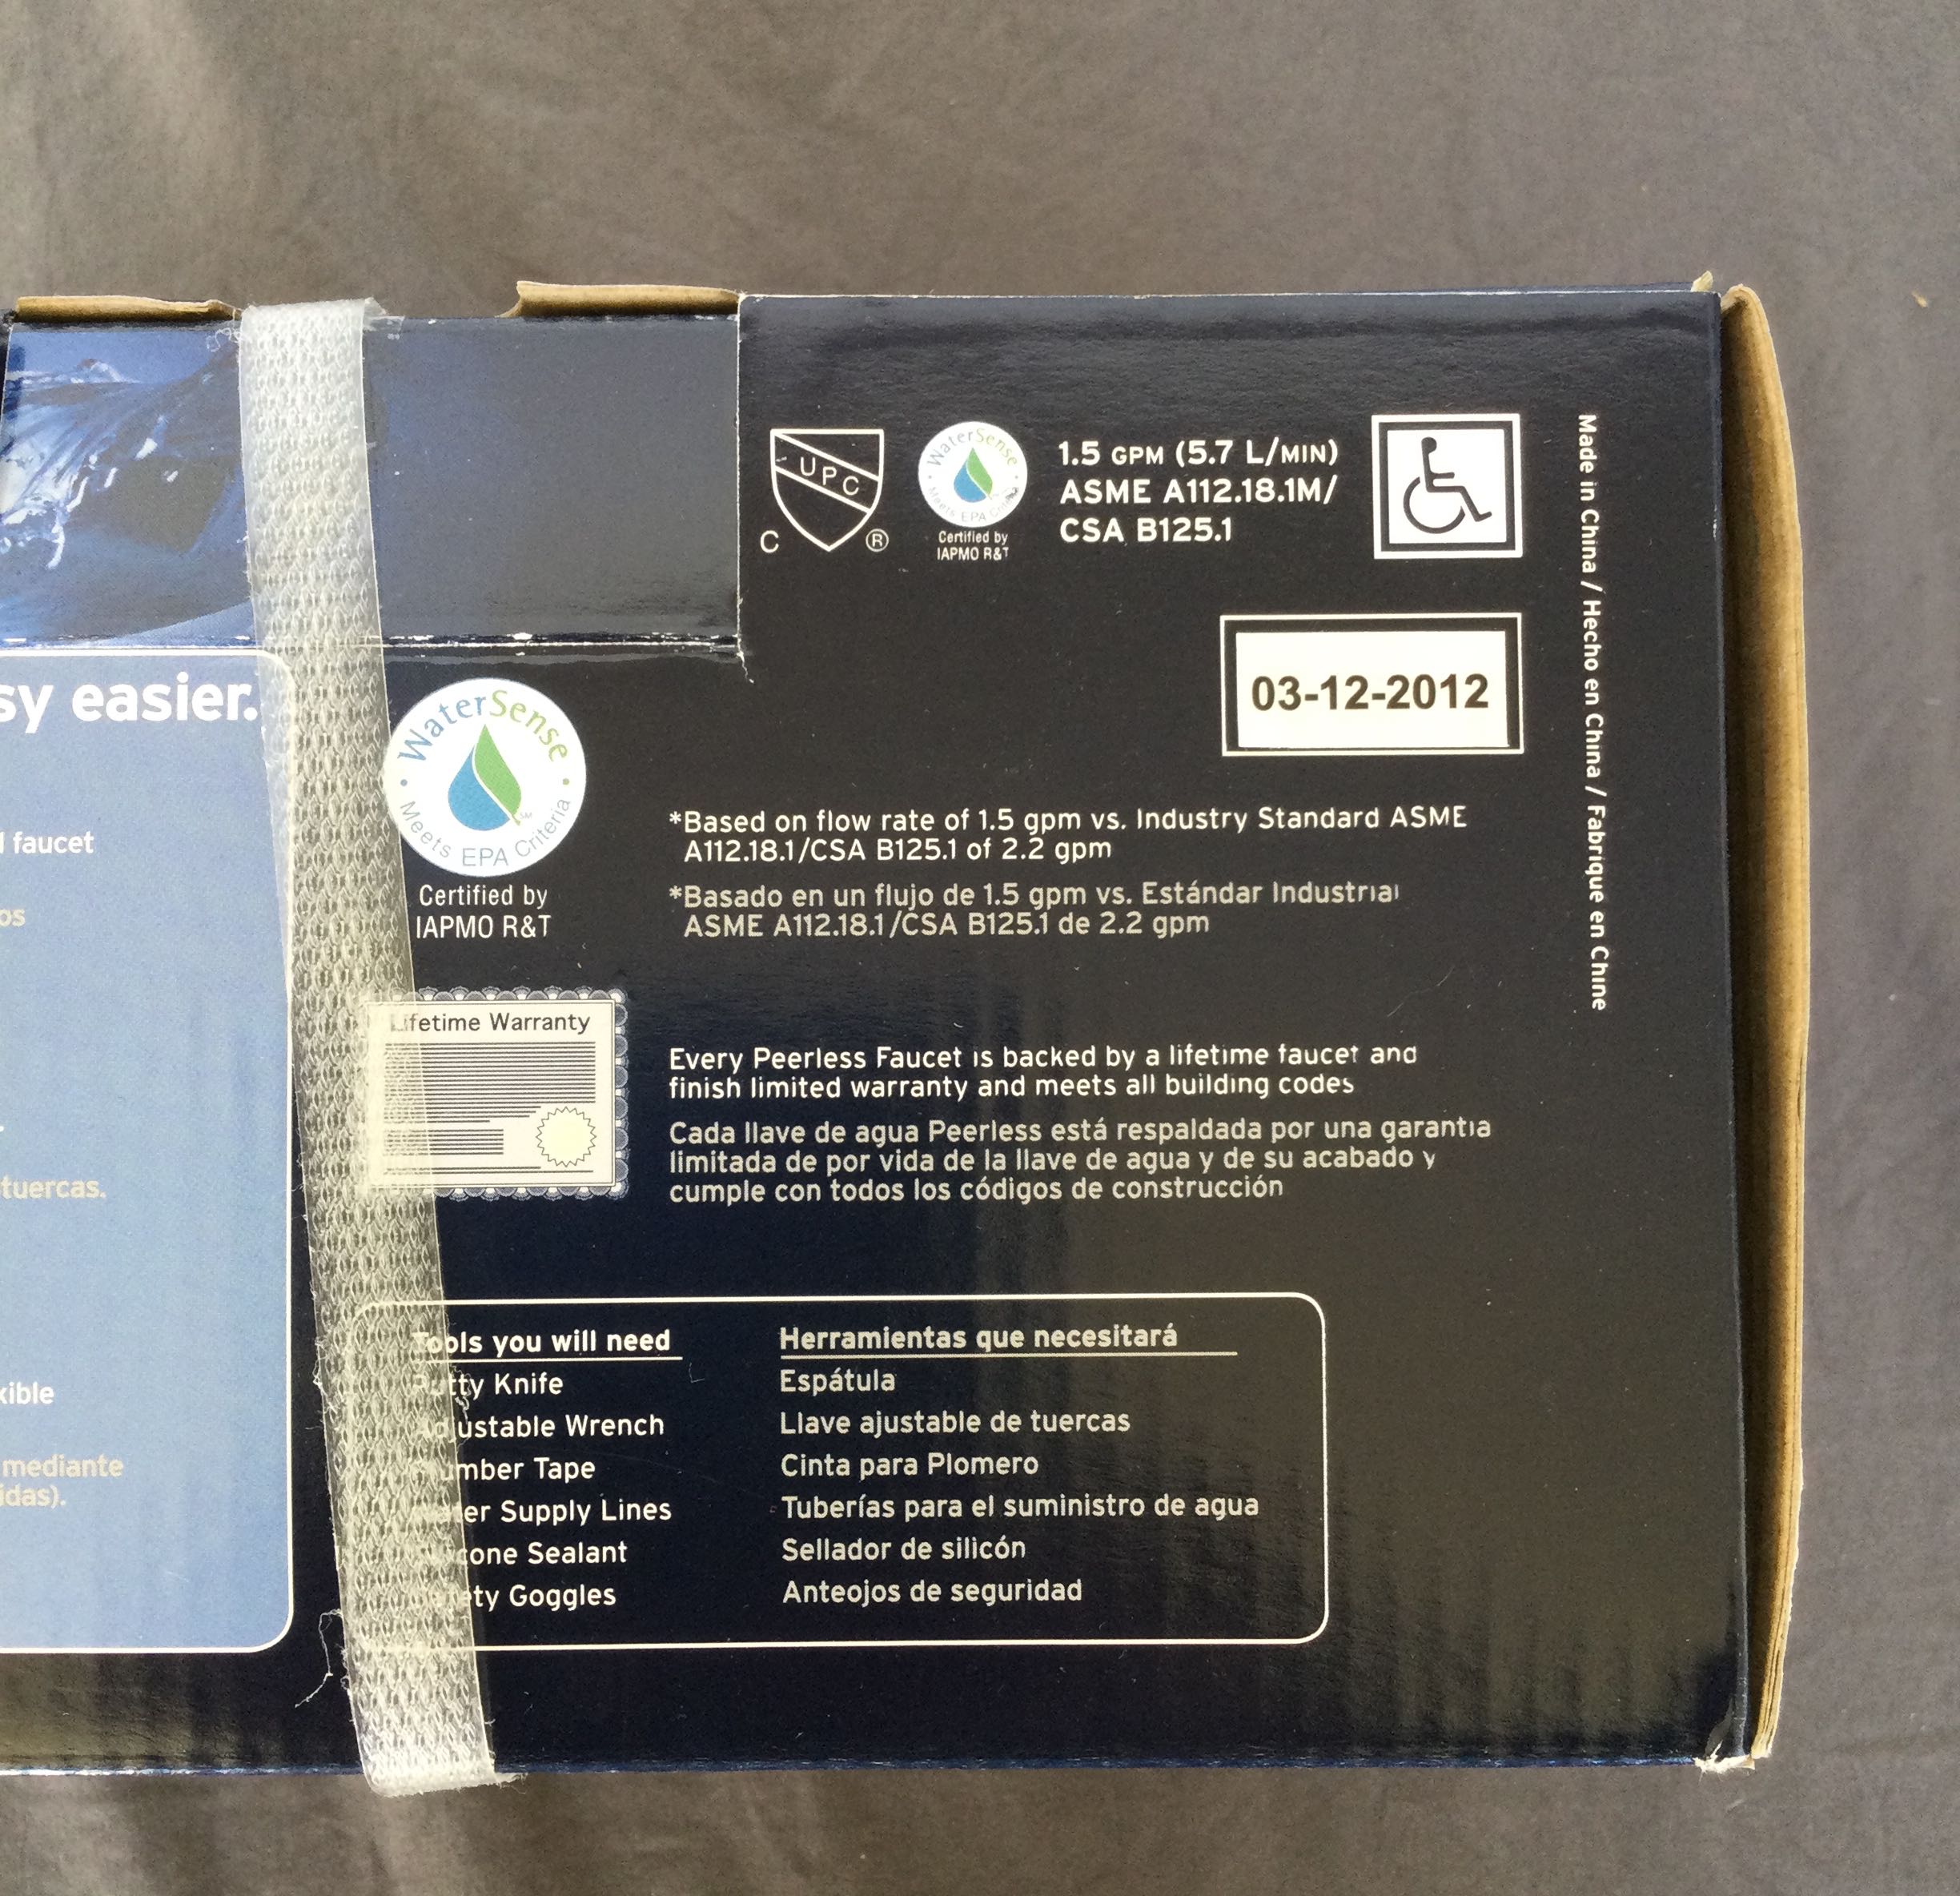 sy easier.
faucet
os
tuercas.
xible
mediante
idas).
UPC
C ®
WaterSense
Meets EPA Criteria
Certified by
IAPMO R&T
1.5 GPM (5.7 L/MIN)
ASME A112.18.1M/
CSA B125.1
Made in China / Hecho en China / Fabrique en Chine
03-12-2012
WaterSense
SM
Meets EPA Criteria
Certified by
IAPMO R&T
*Based on flow rate of 1.5 gpm vs. Industry Standard ASME
A112.18.1/CSA B125.1 of 2.2 gpm
*Basado en un flujo de 1.5 gpm vs. Estándar Industrial
ASME A112.18.1/CSA B125.1 de 2.2 gpm
Lifetime Warranty
Every Peerless Faucet is backed by a lifetime faucet and
finish limited warranty and meets all building codes
Cada llave de agua Peerless está respaldada por una garantía
limitada de por vida de la llave de agua y de su acabado y
cumple con todos los códigos de construcción
Tools you will need
Putty Knife
Adjustable Wrench
Plumber Tape
Water Supply Lines
Silicone Sealant
Safety Goggles
Herramientas que necesitará
Espátula
Llave ajustable de tuercas
Cinta para Plomero
Tuberías para el suministro de agua
Sellador de silicón
Anteojos de seguridad